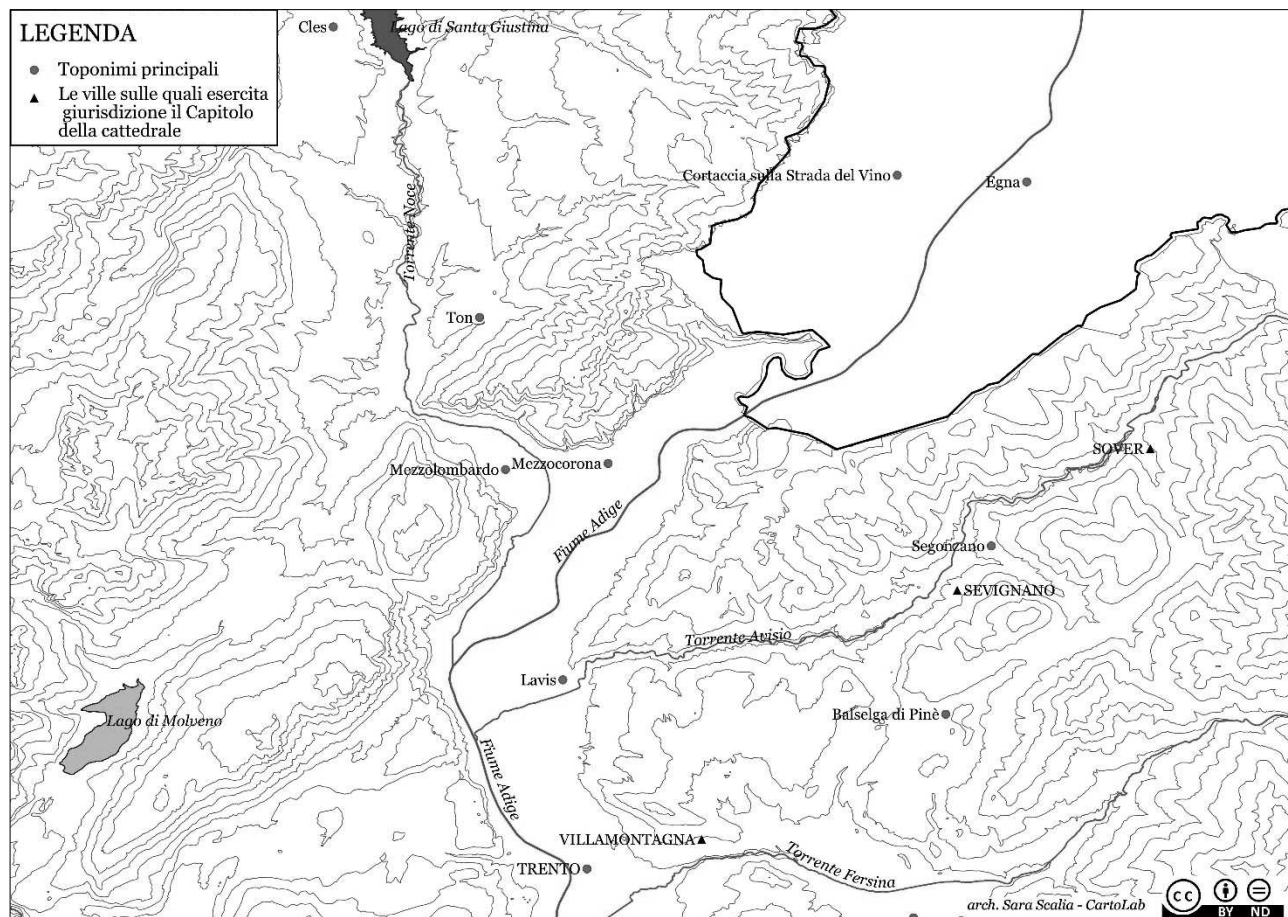 LEGENDA
Toponimi principali
Le ville sulle quali esercita
giurisdizione il Capitolo
della cattedrale
Cles
Lago di Santa Giustina
Cortaccia sulla Strada del Vino
Egna
Torrente Noce
Ton
SOVER
Mezzolombardo
Mezzocorona
Fiume Adige
Segonzano
SEVIGNANO
Torrente Avisio
Lavis
Lago di Molveno
Balselga di Pinè
Fiume Adige
VILLAMONTAGNA
TRENTO
Torrente Fersina
arch. Sara Scalia - CartoLab
cc
BY ND